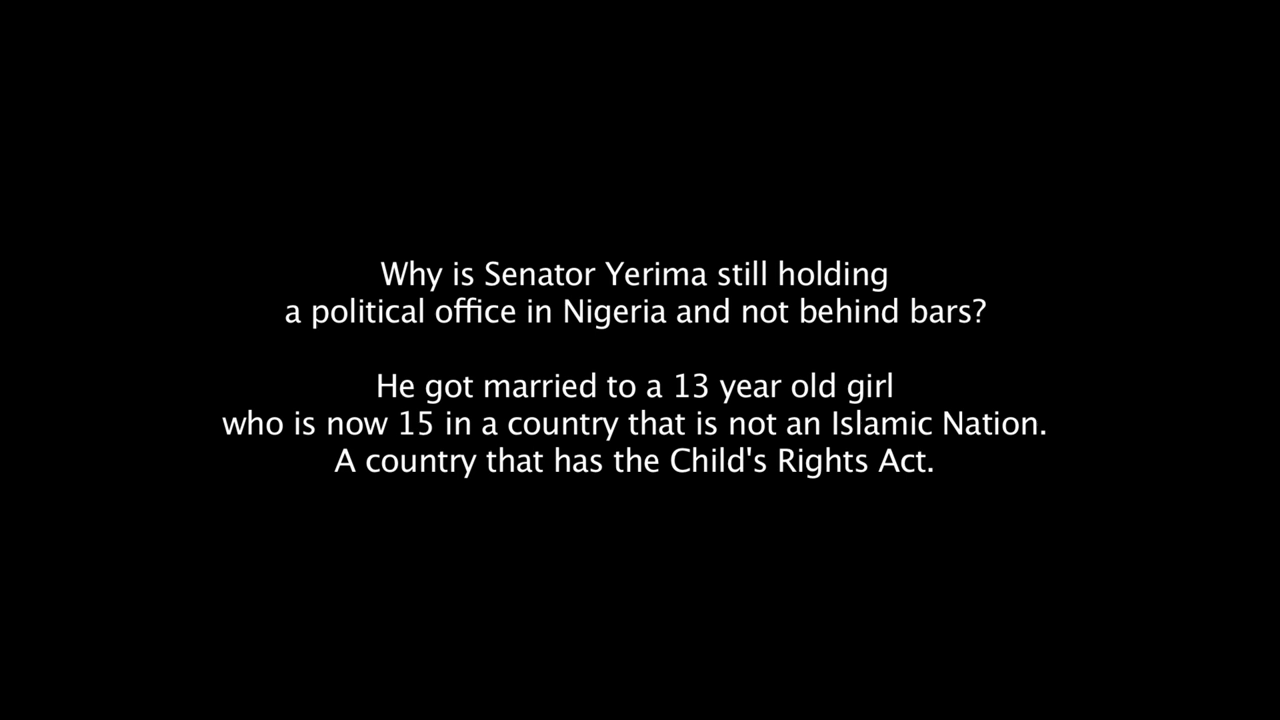 Why is Senator Yerima still holding
a political office in Nigeria and not behind bars?
He got married to a 13 year old girl
who is now 15 in a country that is not an Islamic Nation.
A country that has the Child's Rights Act.